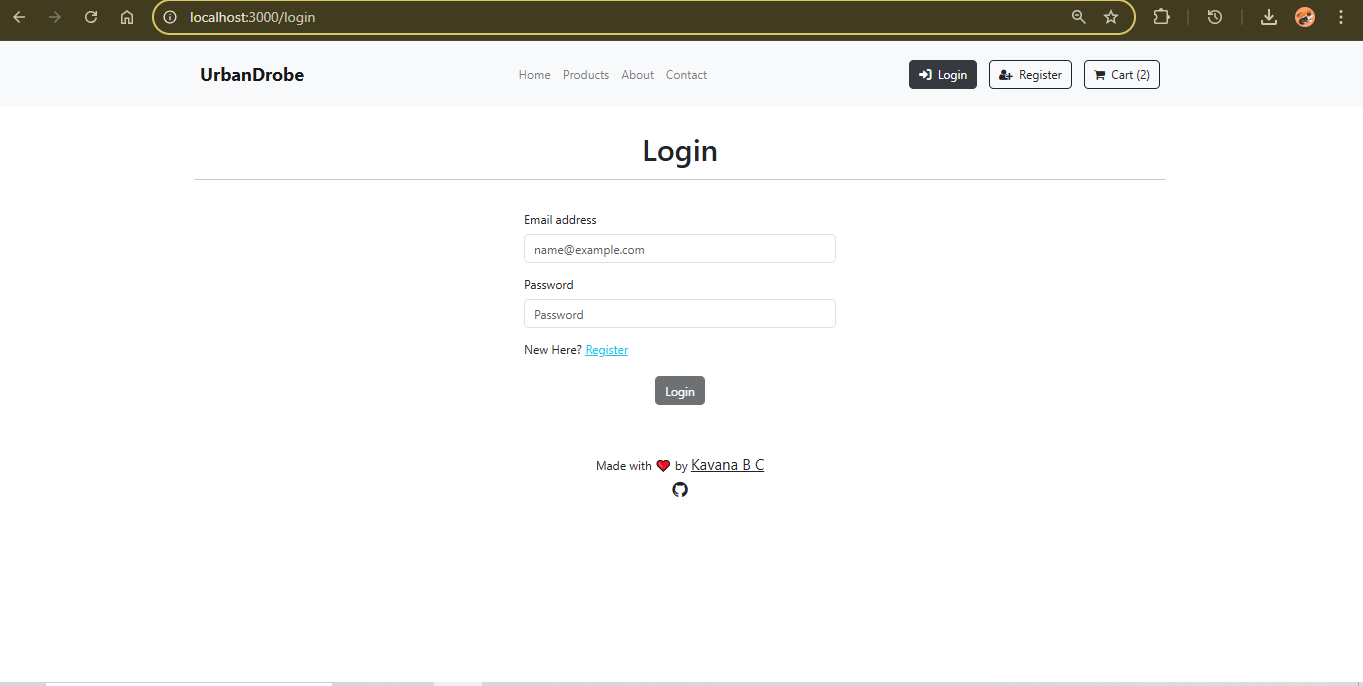 localhost:3000/login
UrbanDrobe Home Products About Contact Login Register Cart (2)
Login
Email address
name@example.com
Password
Password
New Here? Register
Login
Made with ❤️ by Kavana B C